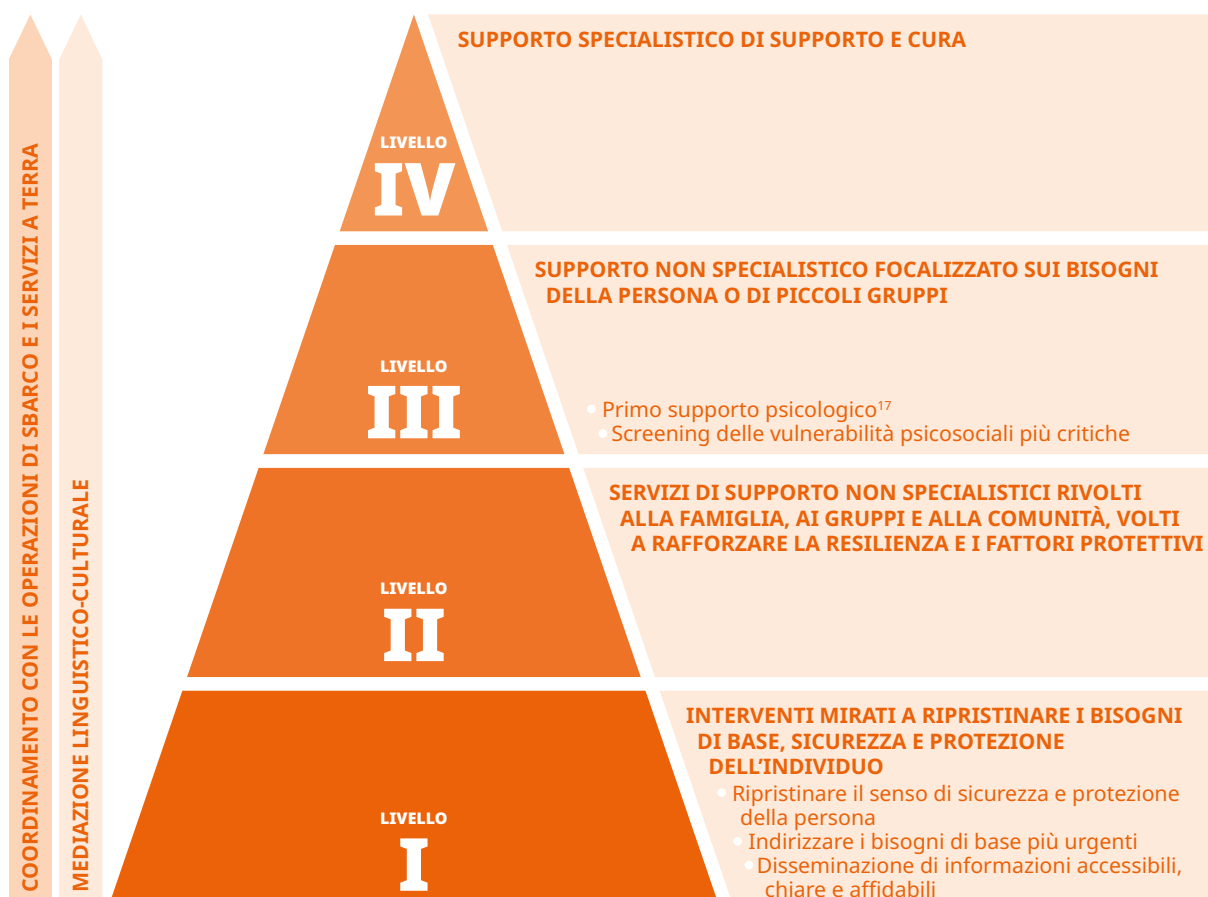 COORDINAMENTO CON LE OPERAZIONI DI SBARCO E I SERVIZI A TERRA
MEDIAZIONE LINGUISTICO-CULTURALE
LIVELLO
IV
SUPPORTO SPECIALISTICO DI SUPPORTO E CURA
LIVELLO
III
SUPPORTO NON SPECIALISTICO FOCALIZZATO SUI BISOGNI
DELLA PERSONA O DI PICCOLI GRUPPI
• Primo supporto psicologico¹⁷
• Screening delle vulnerabilità psicosociali più critiche
LIVELLO
II
SERVIZI DI SUPPORTO NON SPECIALISTICI RIVOLTI
ALLA FAMIGLIA, AI GRUPPI E ALLA COMUNITÀ, VOLTI
A RAFFORZARE LA RESILIENZA E I FATTORI PROTETTIVI
LIVELLO
I
INTERVENTI MIRATI A RIPRISTINARE I BISOGNI
DI BASE, SICUREZZA E PROTEZIONE
DELL'INDIVIDUO
• Ripristinare il senso di sicurezza e protezione
della persona
• Indirizzare i bisogni di base più urgenti
• Disseminazione di informazioni accessibili,
chiare e affidabili